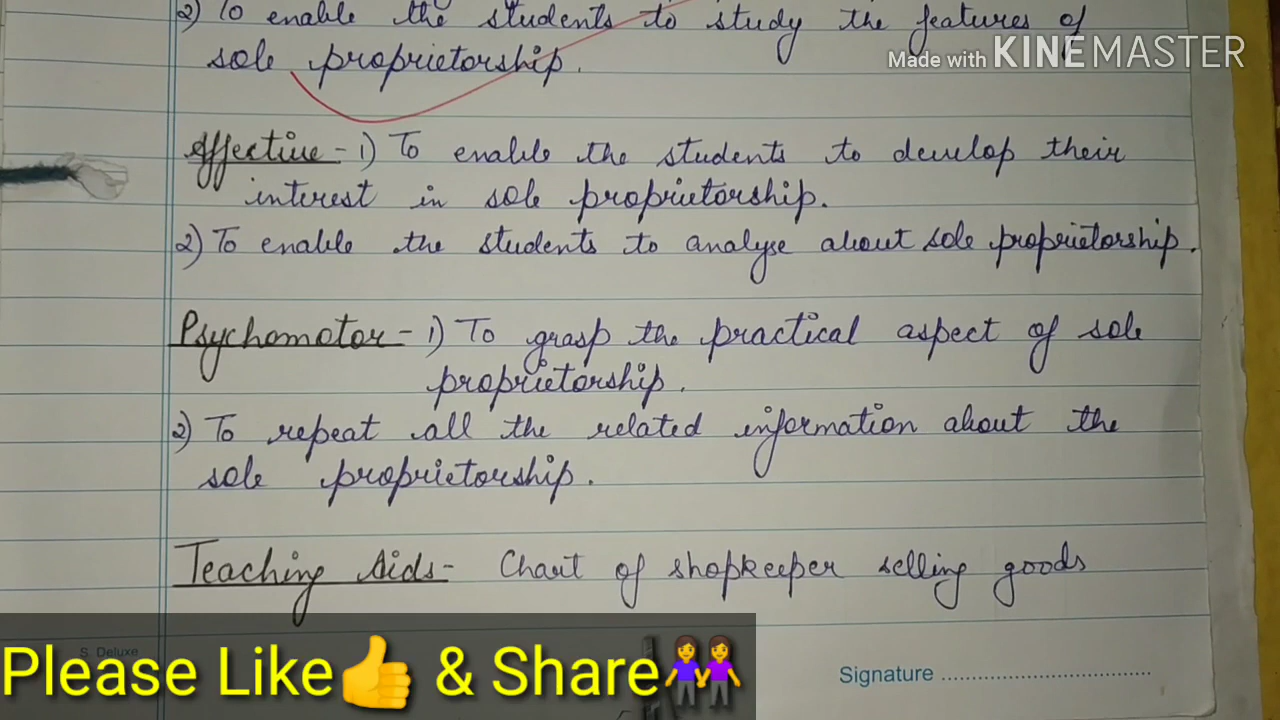 2) To enable the students to study the features of
Made with KINEMASTER
sole proprietorship.
Affective - 1) To enable the students to develop their
interest in sole proprietorship.
2) To enable the students to analyse about sole proprietorship.
Psychomotor - 1) To grasp the practical aspect of sole
proprietorship.
2) To repeat all the related information about the
sole proprietorship.
Teaching Aids - Chart of shopkeeper selling goods
S. Deluxe
Please Like👍 & Share👭
Signature ....................................